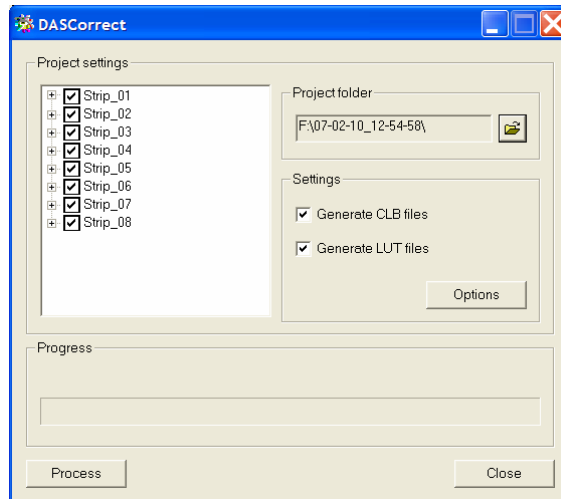 DASCorrect
Project settings
Strip_01
Strip_02
Strip_03
Strip_04
Strip_05
Strip_06
Strip_07
Strip_08
Project folder
F:\07-02-10_12-54-58\
Settings
Generate CLB files
Generate LUT files
Options
Progress
Process
Close